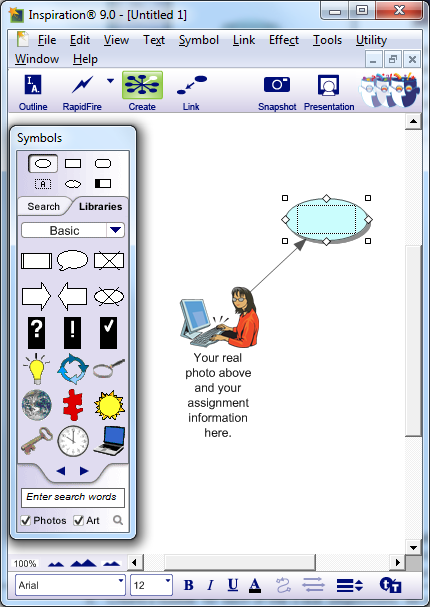 Inspiration® 9.0 - [Untitled 1]
File Edit View Text Symbol Link Effect Tools Utility
Window Help
Outline RapidFire Create Link Snapshot Presentation
Symbols
A
Search Libraries
Basic
? !
Your real
photo above
and your
assignment
information
here.
Enter search words
Photos Art
100%
Arial 12 B I U A